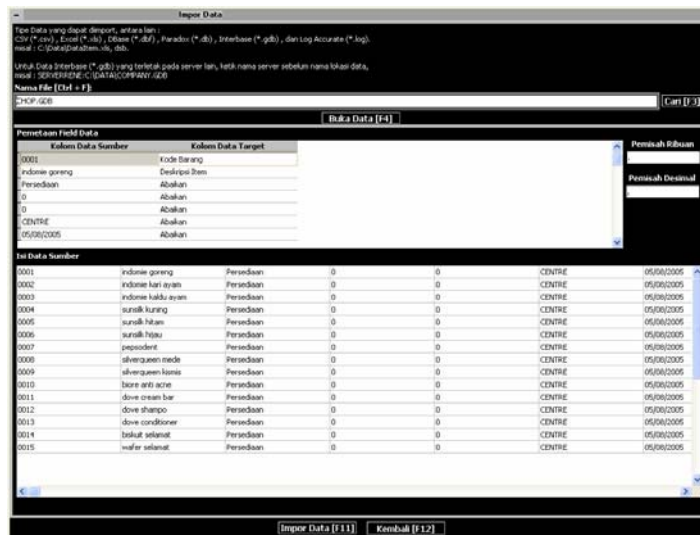 Impor Data
Tipe Data yang dapat diimport, antara lain :
CSV (*.csv) , Excel (*.xls) , DBase (*.dbf) , Paradox (*.db) , Interbase (*.gdb) , dan Log Accurate (*.log).
misal : C:\Data\DataItem.xls, dsb.
Untuk Data Interbase (*.gdb) yang terletak pada server lain, ketik nama server sebelum nama lokasi data,
misal : SERVERRENE:C:\DATA\COMPANY.GDB
Nama File [Ctrl + F]:
CHOP.GDB Cari [F3]
Buka Data [F4]
Pemetaan Field Data
Kolom Data Sumber Kolom Data Target Pemisah Ribuan
0001 Kode Barang
indomie goreng Deskripsi Item
Persediaan Abaikan Pemisah Desimal
0 Abaikan
0 Abaikan
CENTRE Abaikan
05/08/2005 Abaikan
Isi Data Sumber
0001 indomie goreng Persediaan 0 0 CENTRE 05/08/2005
0002 indomie kari ayam Persediaan 0 0 CENTRE 05/08/2005
0003 indomie kaldu ayam Persediaan 0 0 CENTRE 05/08/2005
0004 sunsilk kuning Persediaan 0 0 CENTRE 05/08/2005
0005 sunsilk hitam Persediaan 0 0 CENTRE 05/08/2005
0006 sunsilk hijau Persediaan 0 0 CENTRE 05/08/2005
0007 pepsodent Persediaan 0 0 CENTRE 05/08/2005
0008 silverqueen mede Persediaan 0 0 CENTRE 05/08/2005
0009 silverqueen kismis Persediaan 0 0 CENTRE 05/08/2005
0010 biore anti acne Persediaan 0 0 CENTRE 05/08/2005
0011 dove cream bar Persediaan 0 0 CENTRE 05/08/2005
0012 dove shampo Persediaan 0 0 CENTRE 05/08/2005
0013 dove conditioner Persediaan 0 0 CENTRE 05/08/2005
0014 biskuit selamat Persediaan 0 0 CENTRE 05/08/2005
0015 wafer selamat Persediaan 0 0 CENTRE 05/08/2005
Impor Data [F11] Kembali [F12]